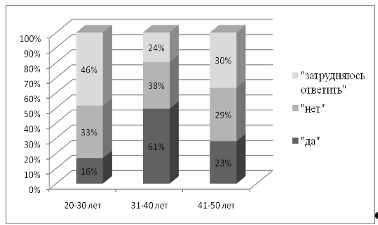 100%
90%
80%
70%
60%
50%
40%
30%
20%
10%
0%
46%
33%
16%
24%
38%
61%
30%
29%
23%
20-30 лет
31-40 лет
41-50 лет
"затрудняюсь
ответить"
"нет"
"да"